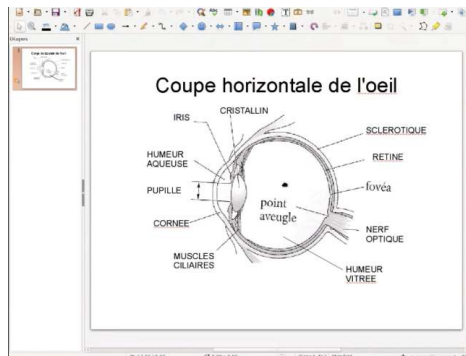 Coupe horizontale de l'oeil
CRISTALLIN
IRIS
SCLEROTIQUE
HUMEUR
AQUEUSE
RETINE
PUPILLE
fovéa
point
aveugle
CORNEE
NERF
OPTIQUE
MUSCLES
CILIAIRES
HUMEUR
VITREE